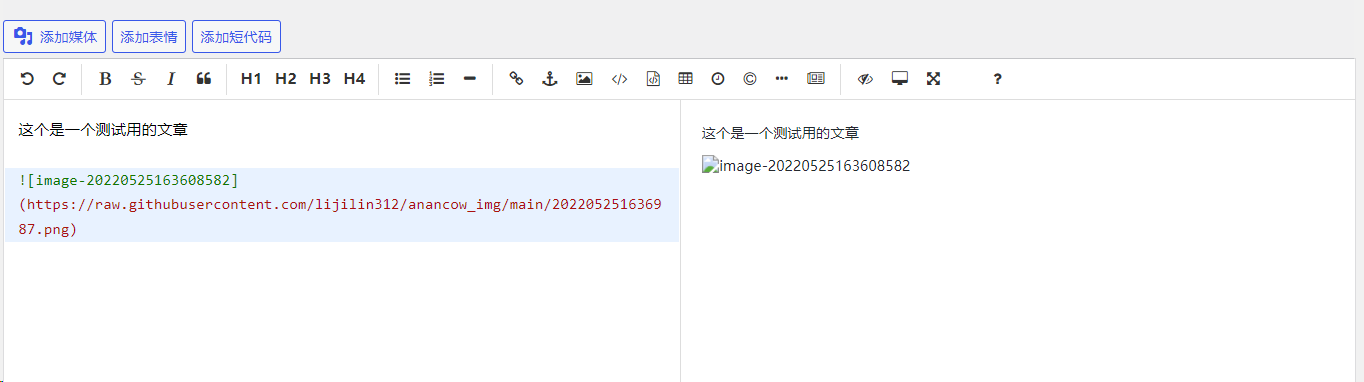 添加媒体 添加表情 添加短代码
B S I H1 H2 H3 H4 ?
这个是一个测试用的文章
![image-20220525163608582]
(https://raw.githubusercontent.com/lijilin312/anancow_img/main/2022052516369
87.png)
这个是一个测试用的文章
image-20220525163608582